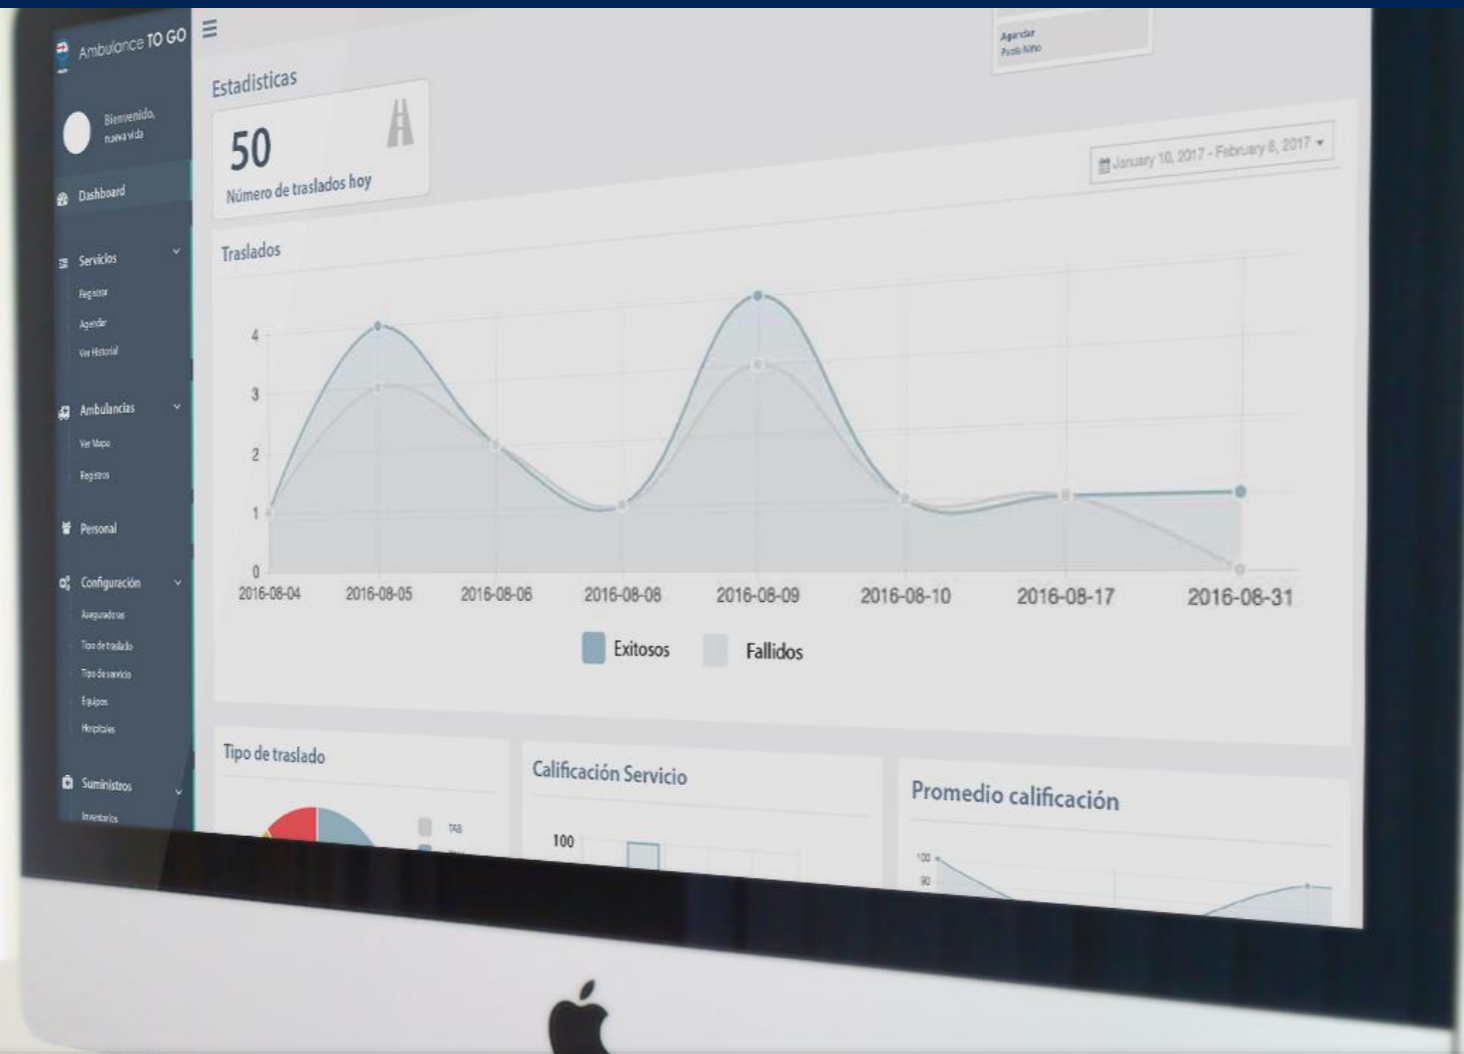 Ambulance TO GO
Bienvenido,
nueva vida
Dashboard
Servicios
Registrar
Agendar
Ver Historial
Ambulancias
Ver Mapa
Registros
Personal
Configuración
Aseguradoras
Tipo de traslado
Tipo de servicio
Equipos
Hospitales
Suministros
Inventarios
Estadisticas
50
Número de traslados hoy
Agendar
Paola Niño
January 10, 2017 - February 8, 2017
Traslados
4
3
2
1
0
2016-08-04 2016-08-05 2016-08-06 2016-08-08 2016-08-09 2016-08-10 2016-08-17 2016-08-31
Exitosos Fallidos
Tipo de traslado
TAB
Calificación Servicio
100
Promedio calificación
100
90